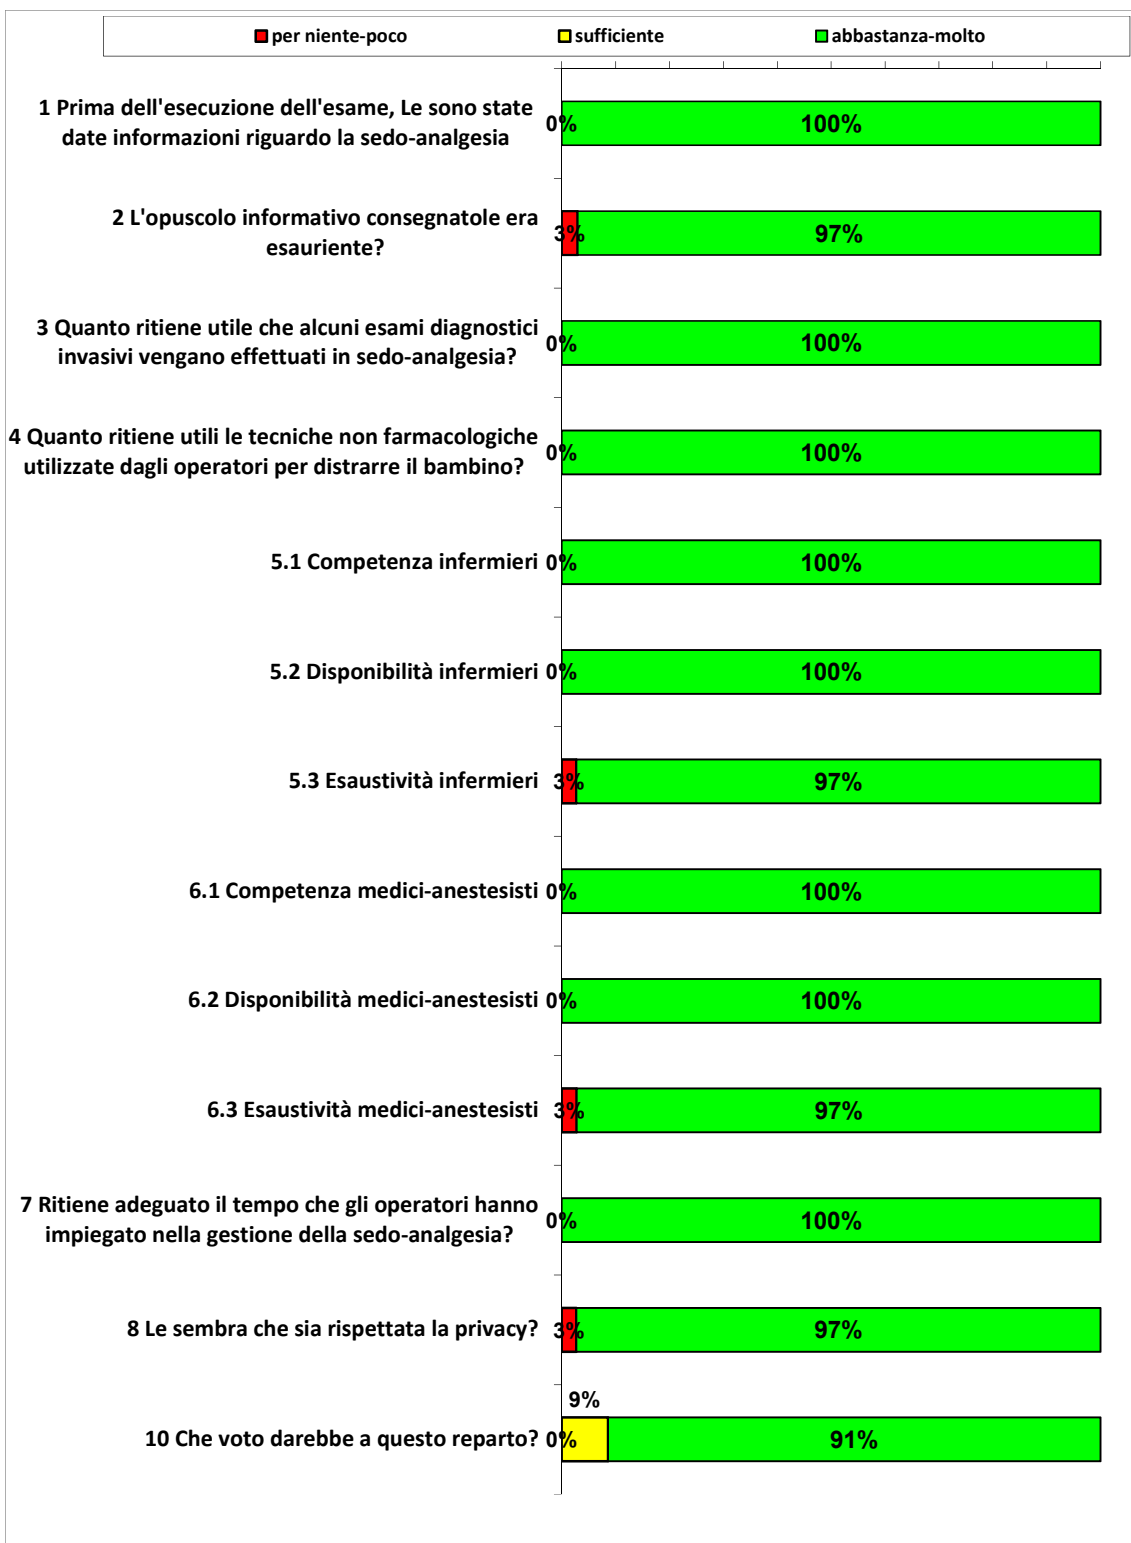 per niente-poco sufficiente abbastanza-molto
1 Prima dell'esecuzione dell'esame, Le sono state
date informazioni riguardo la sedo-analgesia
0% 100%
2 L'opuscolo informativo consegnatole era
esauriente?
3% 97%
3 Quanto ritiene utile che alcuni esami diagnostici
invasivi vengano effettuati in sedo-analgesia?
0% 100%
4 Quanto ritiene utili le tecniche non farmacologiche
utilizzate dagli operatori per distrarre il bambino?
0% 100%
5.1 Competenza infermieri 0% 100%
5.2 Disponibilità infermieri 0% 100%
5.3 Esaustività infermieri 3% 97%
6.1 Competenza medici-anestesisti 0% 100%
6.2 Disponibilità medici-anestesisti 0% 100%
6.3 Esaustività medici-anestesisti 3% 97%
7 Ritiene adeguato il tempo che gli operatori hanno
impiegato nella gestione della sedo-analgesia?
0% 100%
8 Le sembra che sia rispettata la privacy? 3% 97%
9%
10 Che voto darebbe a questo reparto? 0% 91%